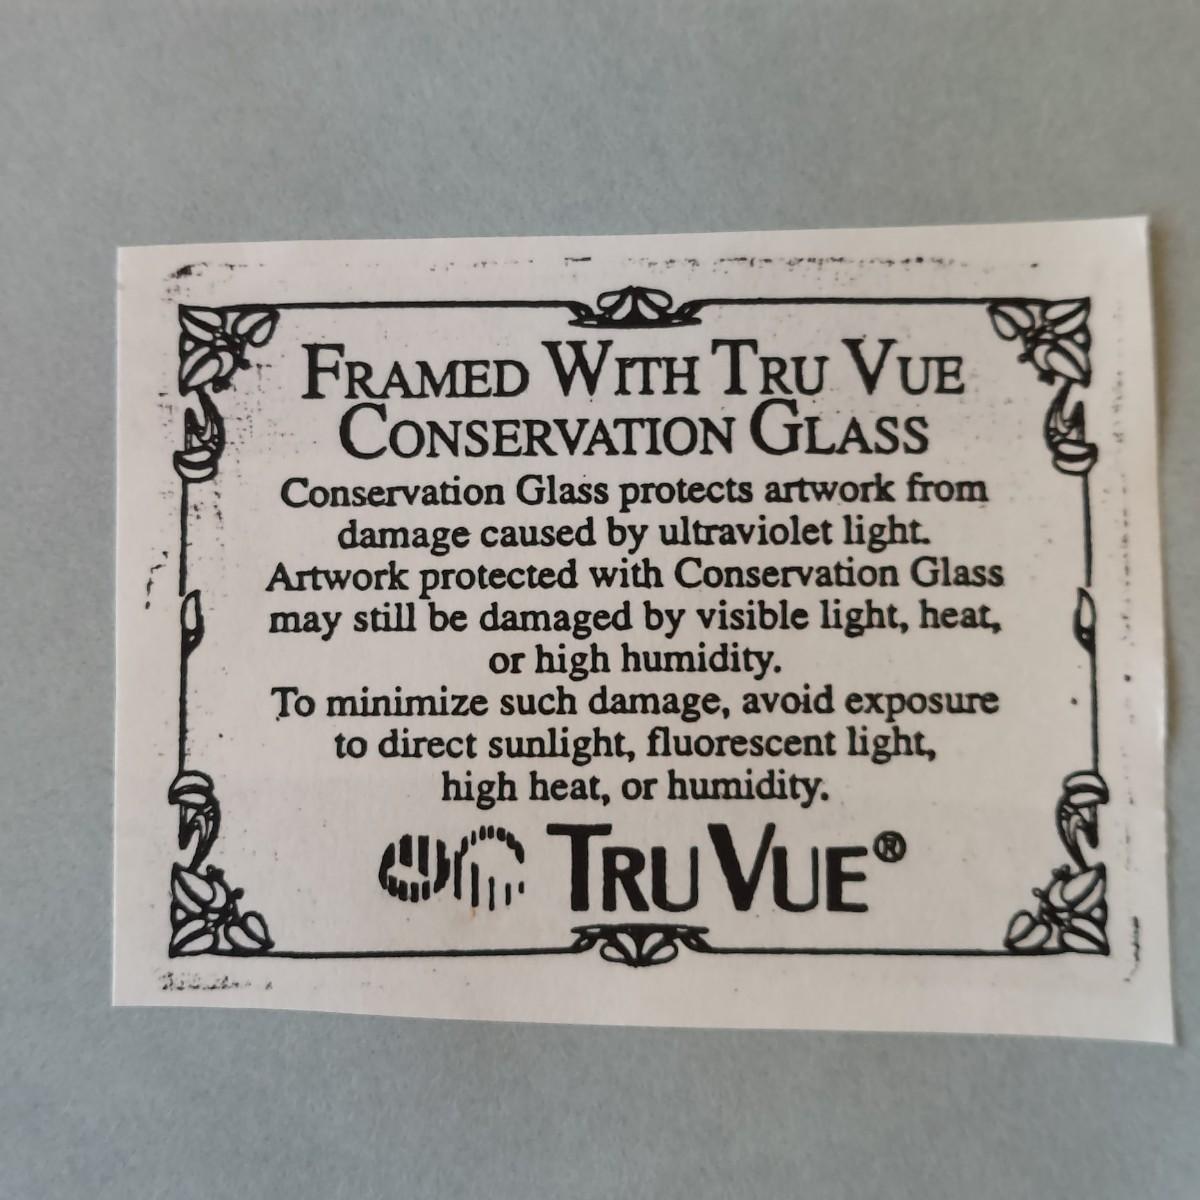 FRAMED WITH TRU VUE
CONSERVATION GLASS
Conservation Glass protects artwork from
damage caused by ultraviolet light.
Artwork protected with Conservation Glass
may still be damaged by visible light, heat,
or high humidity.
To minimize such damage, avoid exposure
to direct sunlight, fluorescent light,
high heat, or humidity.
TRU VUE®